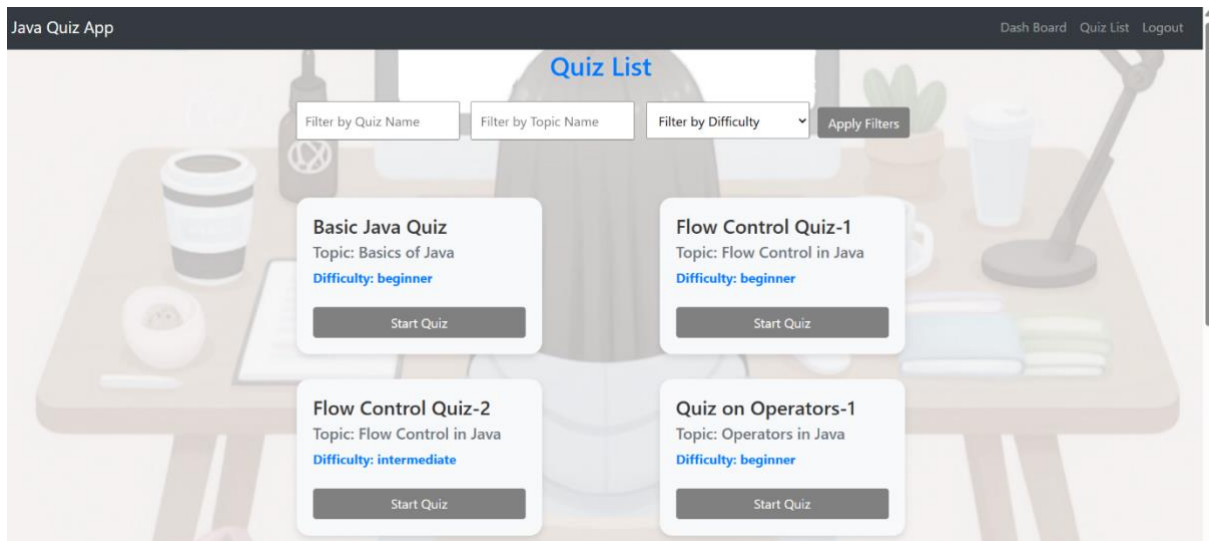 Java Quiz App
Dash Board Quiz List Logout
Quiz List
Filter by Quiz Name
Filter by Topic Name
Filter by Difficulty
Apply Filters
Basic Java Quiz
Topic: Basics of Java
Difficulty: beginner
Start Quiz
Flow Control Quiz-1
Topic: Flow Control in Java
Difficulty: beginner
Start Quiz
Flow Control Quiz-2
Topic: Flow Control in Java
Difficulty: intermediate
Start Quiz
Quiz on Operators-1
Topic: Operators in Java
Difficulty: beginner
Start Quiz